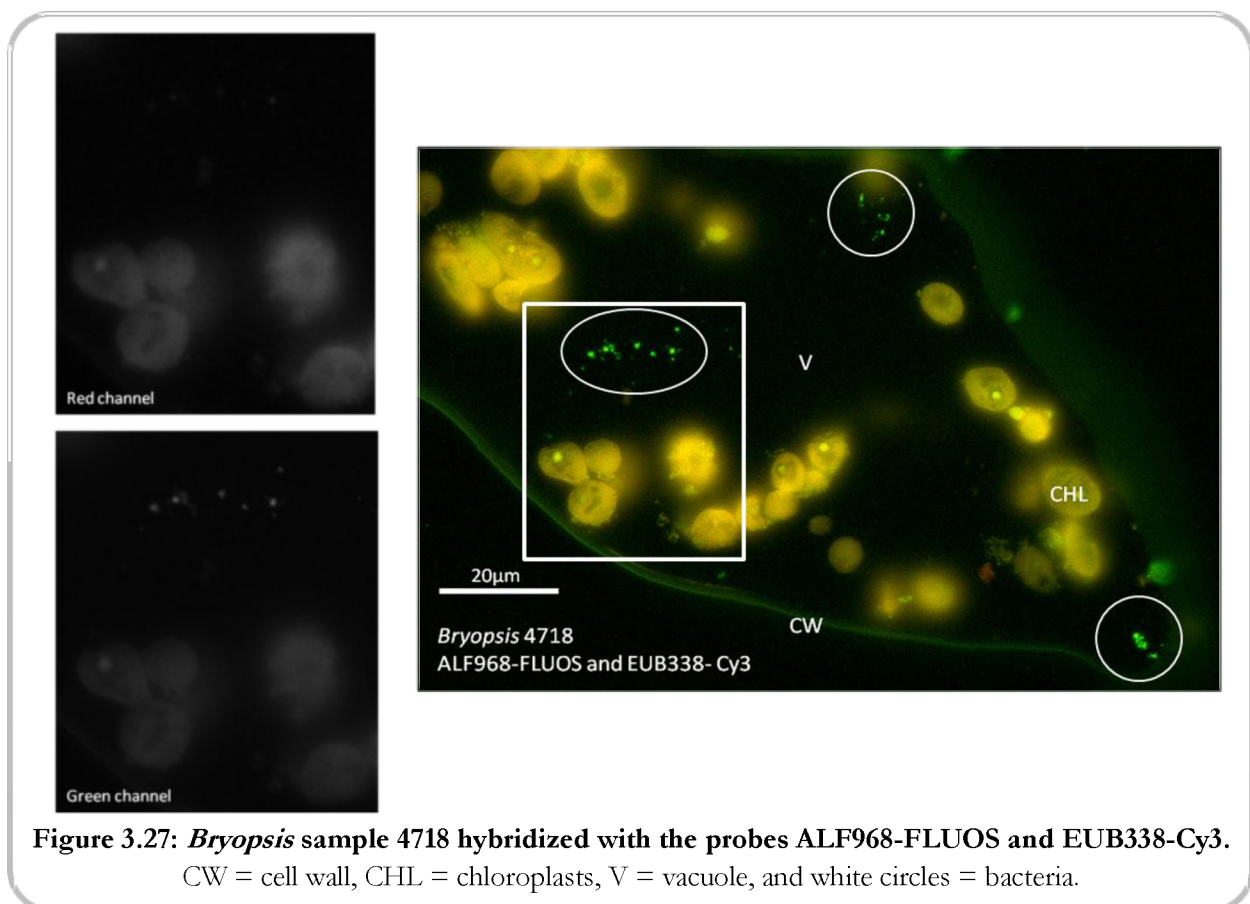 Red channel
Green channel
V
CHL
20µm
CW
Bryopsis 4718
ALF968-FLUOS and EUB338- Cy3
Figure 3.27: Bryopsis sample 4718 hybridized with the probes ALF968-FLUOS and EUB338-Cy3.
CW = cell wall, CHL = chloroplasts, V = vacuole, and white circles = bacteria.